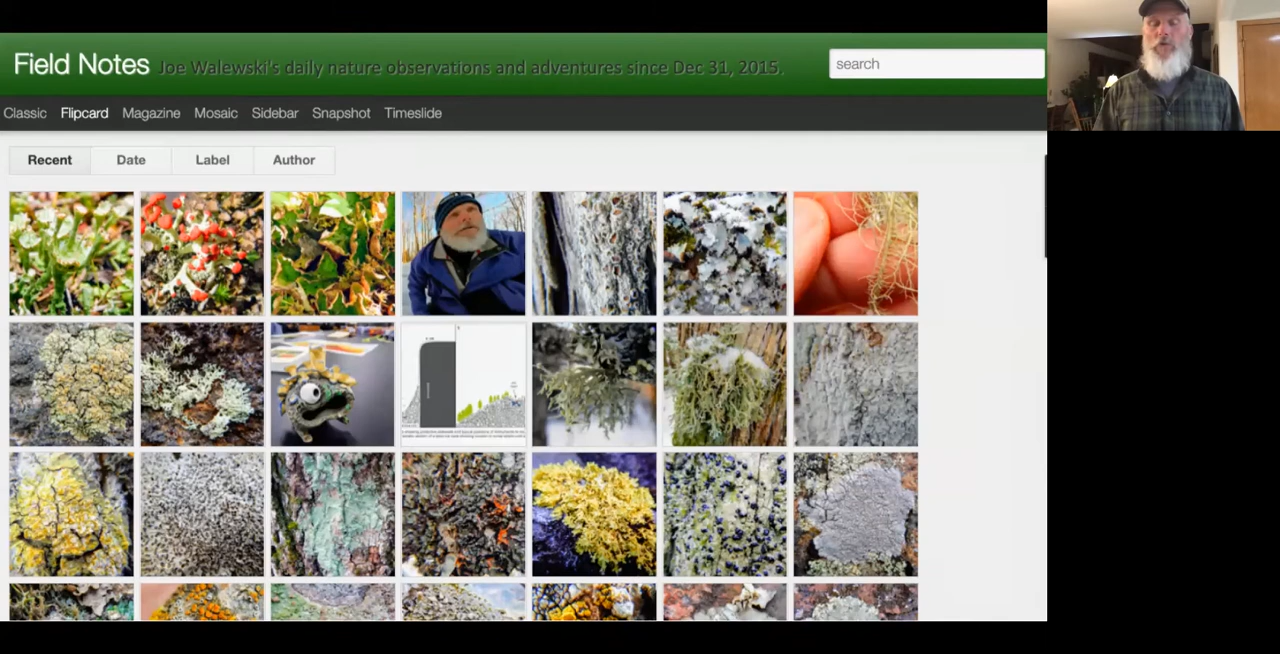 Field Notes Joe Walewski's daily nature observations and adventures since Dec 31, 2015.
search
Classic Flipcard Magazine Mosaic Sidebar Snapshot Timeslide
Recent Date Label Author